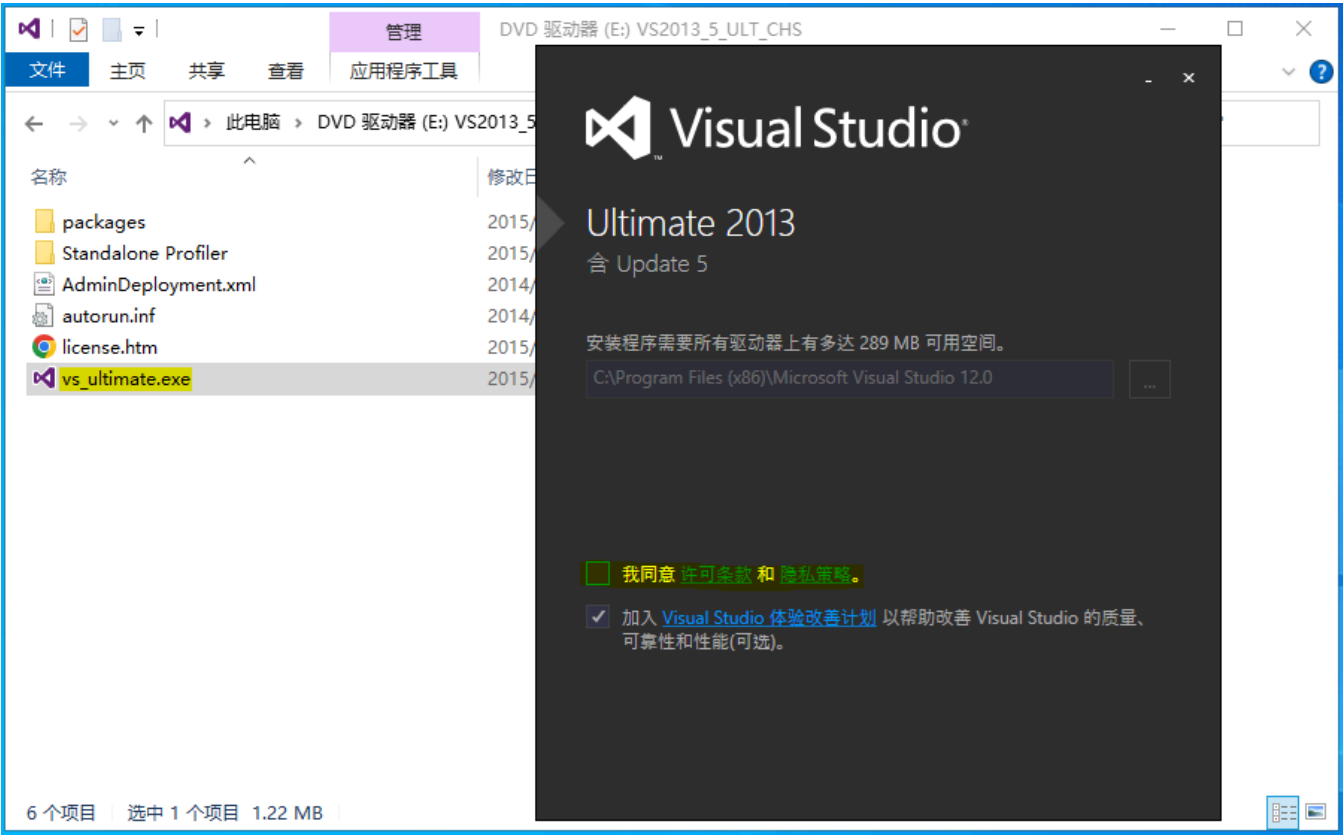 管理
DVD 驱动器 (E:) VS2013_5_ULT_CHS
文件
主页
共享
查看
应用程序工具
此电脑
DVD 驱动器 (E:) VS2013_5
名称
修改日
packages
2015/
Standalone Profiler
2015/
AdminDeployment.xml
2014/
autorun.inf
2014/
license.htm
2015/
vs_ultimate.exe
2015/
6 个项目
选中 1 个项目 1.22 MB
Visual Studio
Ultimate 2013
含 Update 5
安装程序需要所有驱动器上有多达 289 MB 可用空间。
C:\Program Files (x86)\Microsoft Visual Studio 12.0
...
我同意 许可条款 和 隐私策略。
加入 Visual Studio 体验改善计划 以帮助改善 Visual Studio 的质量、
可靠性和性能(可选)。